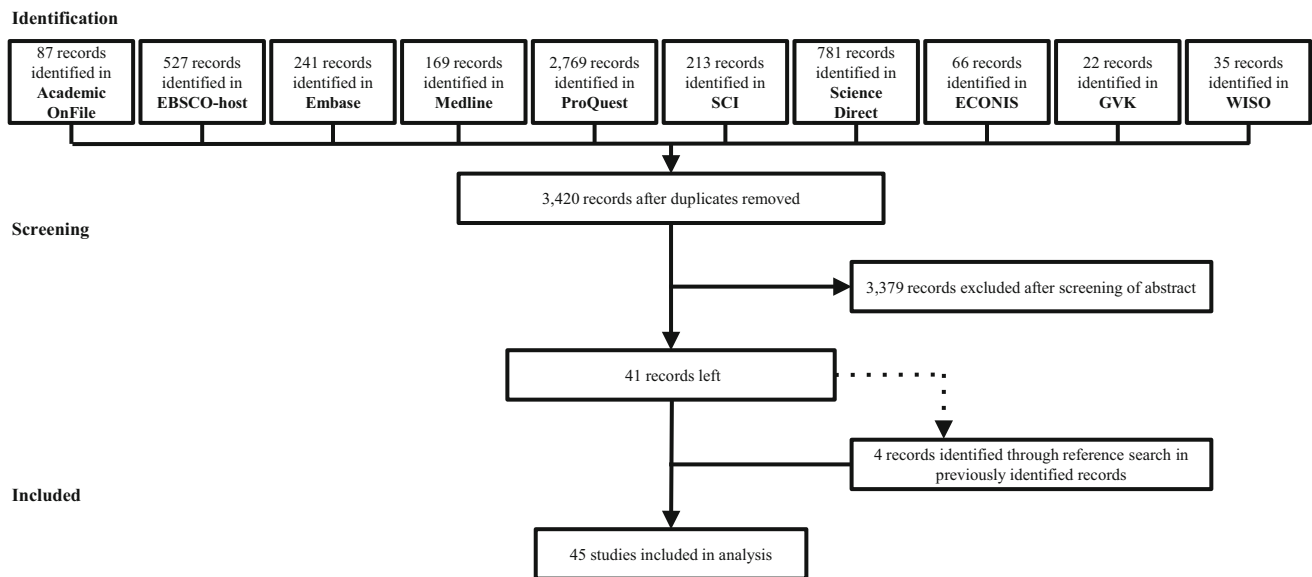 Identification
87 records
identified in
Academic
OnFile
527 records
identified in
EBSCO-host
241 records
identified in
Embase
169 records
identified in
Medline
2,769 records
identified in
ProQuest
213 records
identified in
SCI
781 records
identified in
Science
Direct
66 records
identified in
ECONIS
22 records
identified in
GVK
35 records
identified in
WISO
3,420 records after duplicates removed
Screening
3,379 records excluded after screening of abstract
41 records left
4 records identified through reference search in
previously identified records
Included
45 studies included in analysis